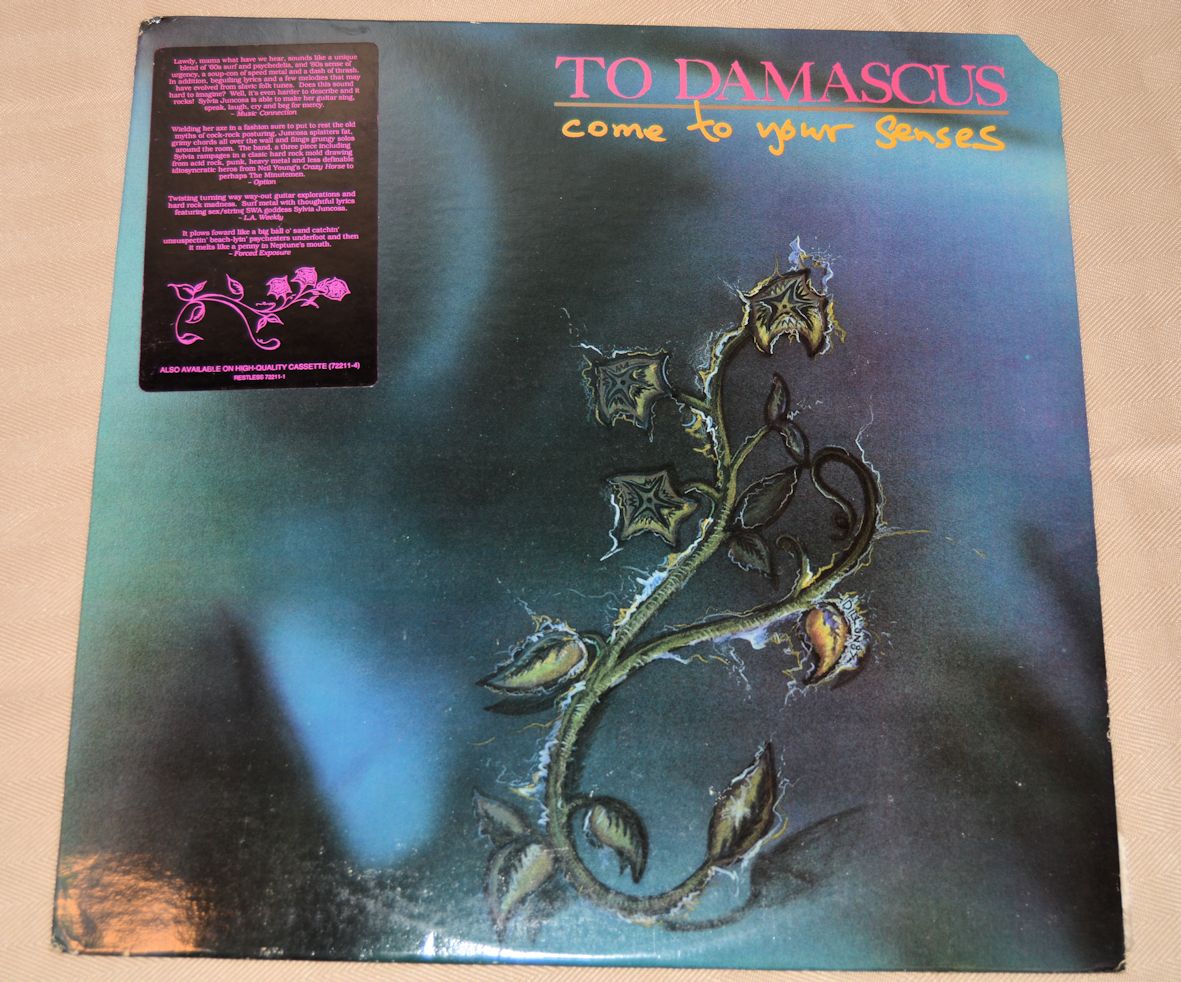 TO DAMASCUS
come to your senses
Lawdy, mama what have we hear, sounds like a unique
blend of '60s surf and psychedelia, and '80s sense of
urgency, a soup-con of speed metal and a dash of thrash.
In addition, beguiling lyrics and a few melodies that may
have evolved from slavic folk tunes. Does this sound
hard to imagine? Well, it's even harder to describe and it
rocks! Sylvia Juncosa is able to make her guitar sing,
speak, laugh, cry and beg for mercy.
– Music Connection
Wielding her axe in a fashion sure to put to rest the old
myths of cock-rock posturing, Juncosa splatters fat,
grimy chords all over the wall and flings grungy solos
around the room. The band, a three piece including
Sylvia rampages in a clasic hard rock mold drawing
from acid rock, punk, heavy metal and less definable
idiosyncratic heros from Neil Young's Crazy Horse to
perhaps The Minutemen.
– Option
Twisting turning way way-out guitar explorations and
hard rock madness. Surf metal with thoughtful lyrics
featuring sex/string SWA goddess Sylvia Juncosa.
– L.A. Weekly
It plows foward like a big ball o' sand catchin'
unsuspectin' beach-lyin' psychesters underfoot and then
it melts like a penny in Neptune's mouth.
– Forced Exposure
ALSO AVAILABLE ON HIGH-QUALITY CASSETTE (72211-4)
RESTLESS 72211-1